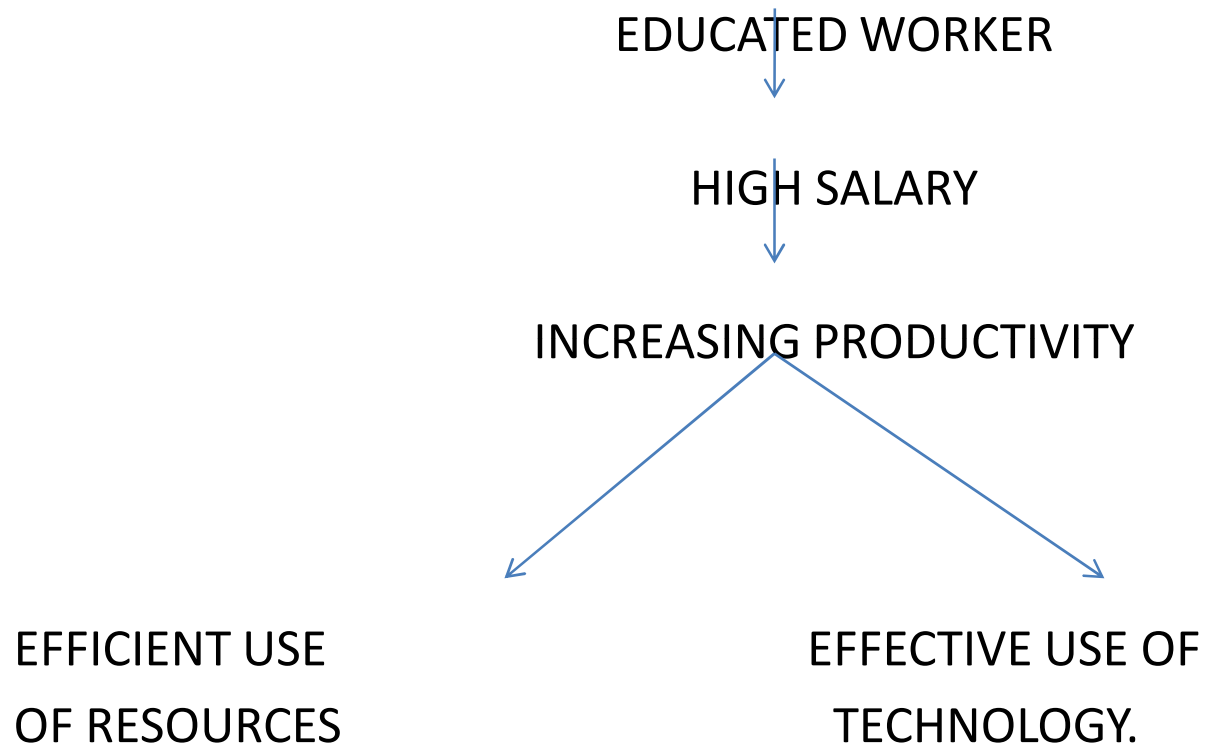 EDUCATED WORKER
HIGH SALARY
INCREASING PRODUCTIVITY
EFFICIENT USE
OF RESOURCES
EFFECTIVE USE OF
TECHNOLOGY.